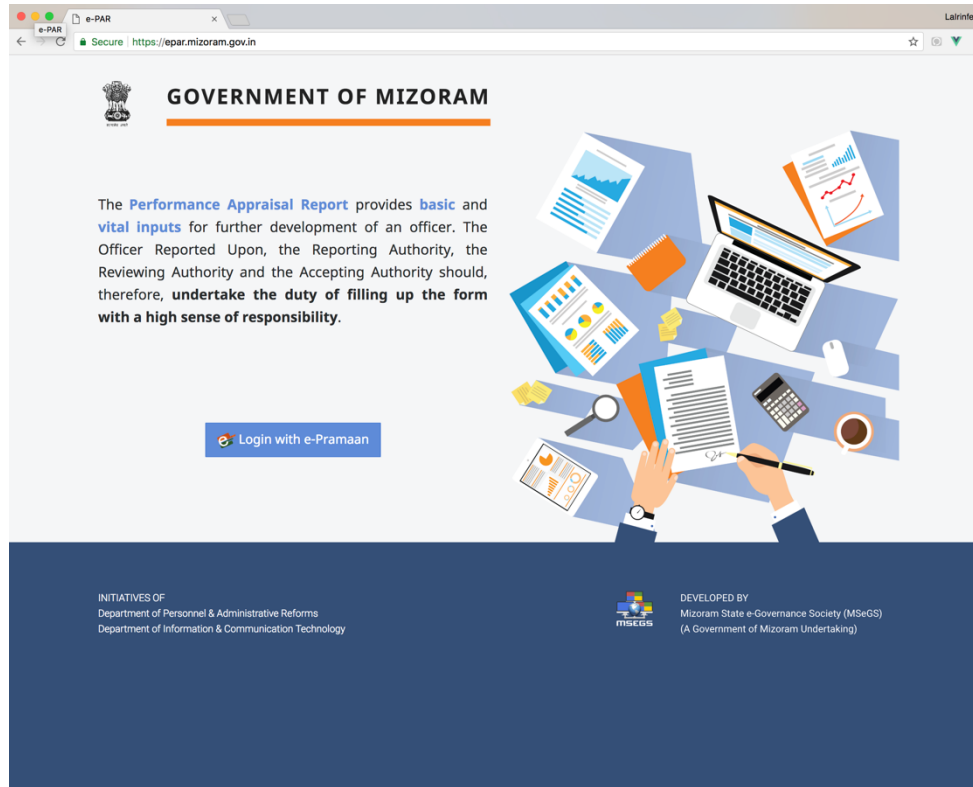 e-PAR
Lalrinfe
e-PAR
Secure https://epar.mizoram.gov.in
GOVERNMENT OF MIZORAM
The Performance Appraisal Report provides basic and
vital inputs for further development of an officer. The
Officer Reported Upon, the Reporting Authority, the
Reviewing Authority and the Accepting Authority should,
therefore, undertake the duty of filling up the form
with a high sense of responsibility.
Login with e-Pramaan
INITIATIVES OF
Department of Personnel & Administrative Reforms
Department of Information & Communication Technology
MSEGS
DEVELOPED BY
Mizoram State e-Governance Society (MSeGS)
(A Government of Mizoram Undertaking)